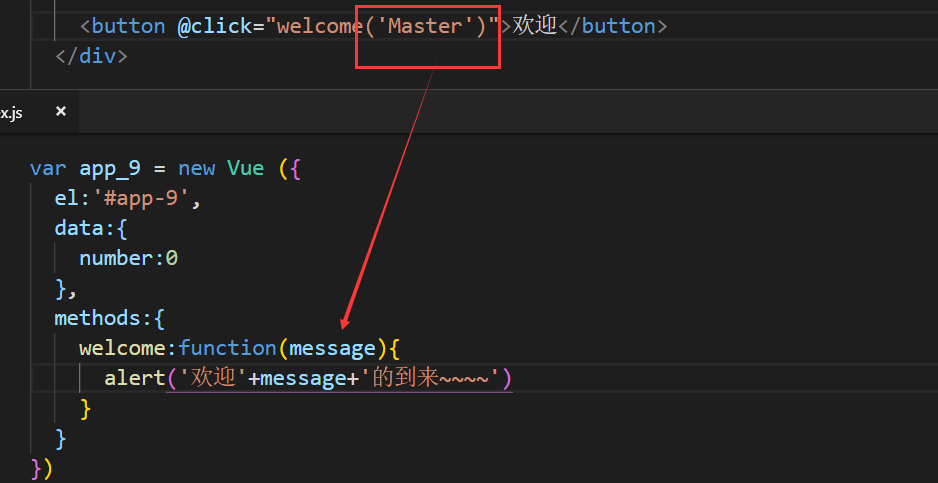 <button @click="welcome('Master')">欢迎</button>
</div>
x.js ×
var app_9 = new Vue ({
el:'#app-9',
data:{
number:0
},
methods:{
welcome:function(message){
alert('欢迎'+message+'的到来~~~~')
}
}
})